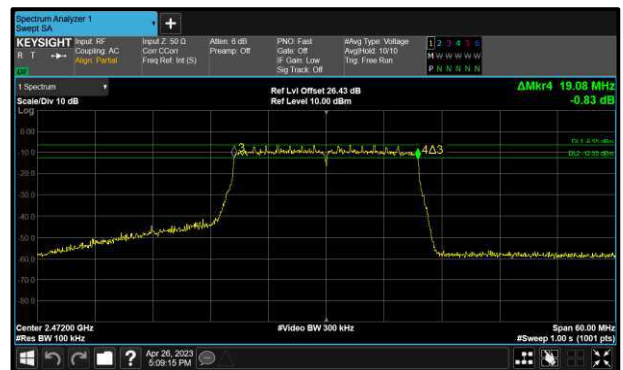 Spectrum Analyzer 1
Swept SA
KEYSIGHT
R T
Input: RF
Coupling: AC
Align: Partial
Input Z: 50 Ω
Corr CCorr
Freq Ref: Int (S)
Atten: 6 dB
Preamp: Off
PNO: Fast
Gate: Off
IF Gain: Low
Sig Track: Off
#Avg Type: Voltage
Avg|Hold: 10/10
Trig: Free Run
1 2 3 4 5 6
M W W W W W
P N N N N N
1 Spectrum
Scale/Div 10 dB
Log
Ref Lvl Offset 26.43 dB
Ref Level 10.00 dBm
ΔMkr4 19.08 MHz
-0.83 dB
0.00
-10.0
-20.0
-30.0
-40.0
-50.0
-60.0
-70.0
-80.0
3
4Δ3
Center 2.47200 GHz
#Res BW 100 kHz
#Video BW 300 kHz
Span 60.00 MHz
#Sweep 1.00 s (1001 pts)
?
Apr 26, 2023
5:09:15 PM